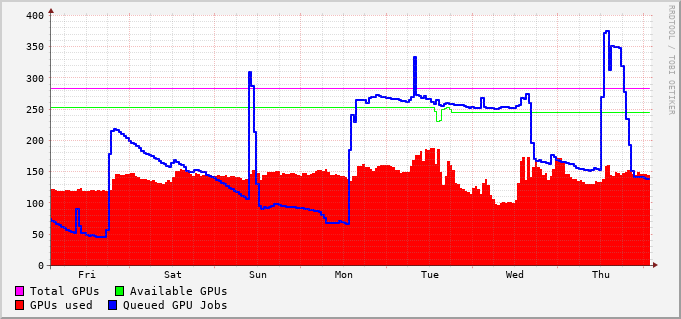 400
350
300
250
200
150
100
50
0
Fri Sat Sun Mon Tue Wed Thu
Total GPUs Available GPUs
GPUs used Queued GPU Jobs
RRDTOOL / TOBI OETIKER